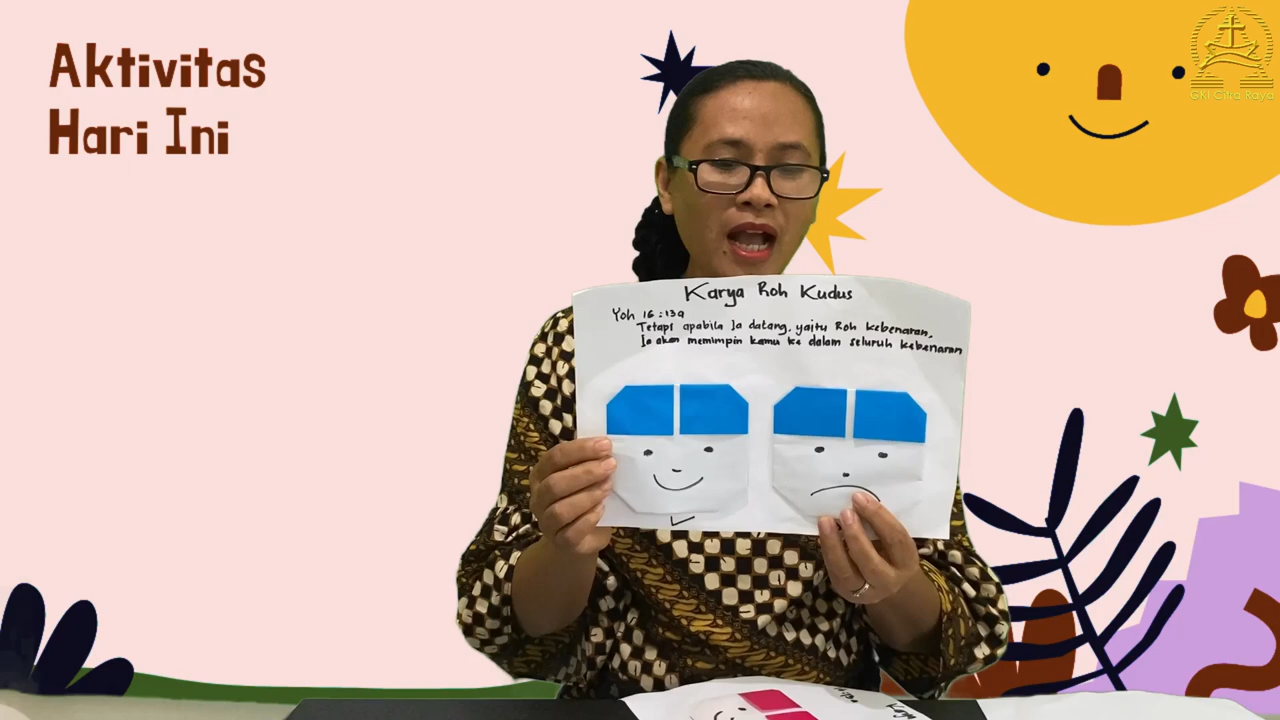 Aktivitas
Hari Ini
GKI Citra Raya
Karya Roh Kudus
Yoh 16:13a
Tetapi apabila Ia datang, yaitu Roh Kebenaran,
Ia akan memimpin kamu ke dalam seluruh kebenaran